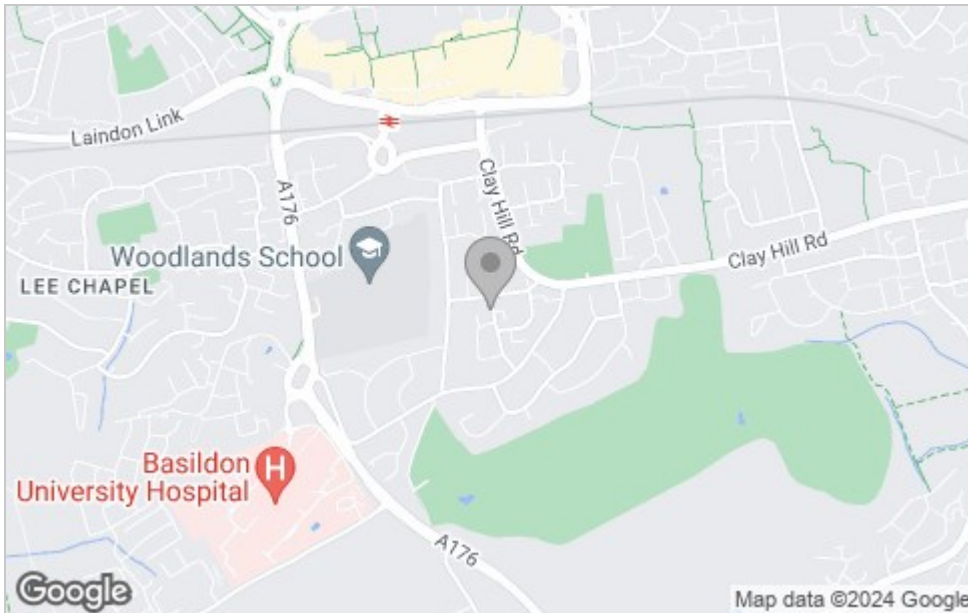 Laindon Link
A176
Clay Hill Rd
Woodlands School
Clay Hill Rd
LEE CHAPEL
Basildon
University Hospital
H
A176
Google
Map data ©2024 Google